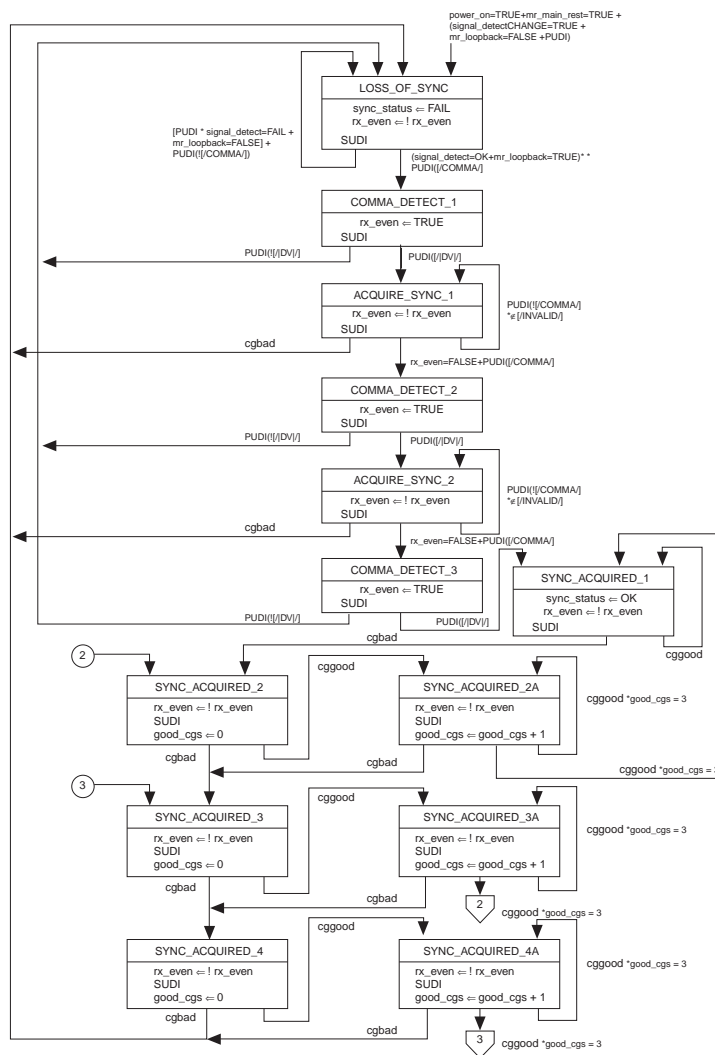 power_on=TRUE+mr_main_rest=TRUE +
(signal_detectCHANGE=TRUE +
mr_loopback=FALSE +PUDI)
LOSS_OF_SYNC
sync_status ⇐ FAIL
rx_even ⇐ ! rx_even
SUDI
[PUDI * signal_detect=FAIL +
mr_loopback=FALSE] +
PUDI(![/COMMA/])
(signal_detect=OK+mr_loopback=TRUE)* *
PUDI([/COMMA/]
COMMA_DETECT_1
rx_even ⇐ TRUE
SUDI
PUDI(![/|DV|/]
PUDI([/|DV|/]
ACQUIRE_SYNC_1
rx_even ⇐ ! rx_even
SUDI
PUDI(![/COMMA/]
*∉[/INVALID/]
cgbad
rx_even=FALSE+PUDI([/COMMA/]
COMMA_DETECT_2
rx_even ⇐ TRUE
SUDI
PUDI(![/|DV|/]
PUDI([/|DV|/]
ACQUIRE_SYNC_2
rx_even ⇐ ! rx_even
SUDI
PUDI(![/COMMA/]
*∉[/INVALID/]
cgbad
rx_even=FALSE+PUDI([/COMMA/]
COMMA_DETECT_3
rx_even ⇐ TRUE
SUDI
PUDI(![/|DV|/]
PUDI([/|DV|/]
SYNC_ACQUIRED_1
sync_status ⇐ OK
rx_even ⇐ ! rx_even
SUDI
cgbad
cggood
2
SYNC_ACQUIRED_2
rx_even ⇐ ! rx_even
SUDI
good_cgs ⇐ 0
cggood
SYNC_ACQUIRED_2A
rx_even ⇐ ! rx_even
SUDI
good_cgs ⇐ good_cgs + 1
cggood *good_cgs = 3
cgbad
cgbad
cggood *good_cgs = 3
3
SYNC_ACQUIRED_3
rx_even ⇐ ! rx_even
SUDI
good_cgs ⇐ 0
cggood
SYNC_ACQUIRED_3A
rx_even ⇐ ! rx_even
SUDI
good_cgs ⇐ good_cgs + 1
cggood *good_cgs = 3
cgbad
cgbad
2
cggood *good_cgs = 3
SYNC_ACQUIRED_4
rx_even ⇐ ! rx_even
SUDI
good_cgs ⇐ 0
cggood
SYNC_ACQUIRED_4A
rx_even ⇐ ! rx_even
SUDI
good_cgs ⇐ good_cgs + 1
cggood *good_cgs = 3
cgbad
cgbad
3
cggood *good_cgs = 3